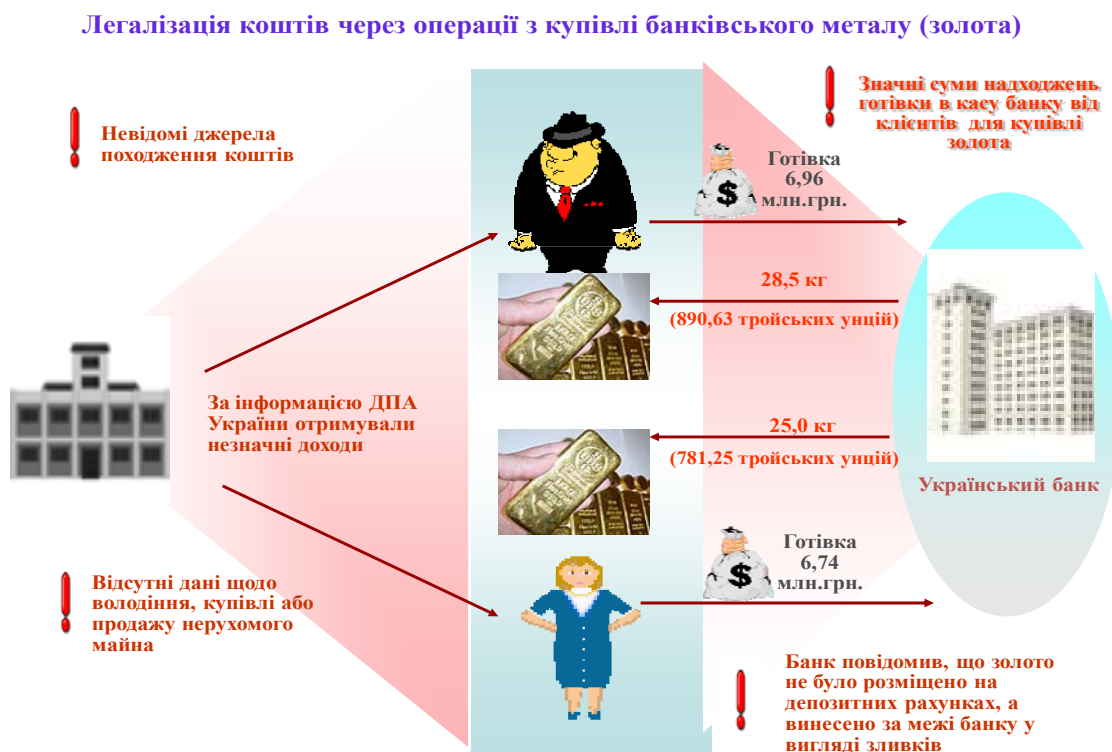 Легалізація коштів через операції з купівлі банківського металу (золота)
Невідомі джерела
походження коштів
Значні суми надходжень
готівки в касу банку від
клієнтів для купівлі
золота
Готівка
6,96
млн.грн.
28,5 кг
(890,63 тройських унцій)
За інформацією ДПА
України отримували
незначні доходи
25,0 кг
(781,25 тройських унцій)
Український банк
Готівка
6,74
млн.грн.
Відсутні дані щодо
володіння, купівлі або
продажу нерухомого
майна
Банк повідомив, що золото
не було розміщено на
депозитних рахунках, а
винесено за межі банку у
вигляді зливків